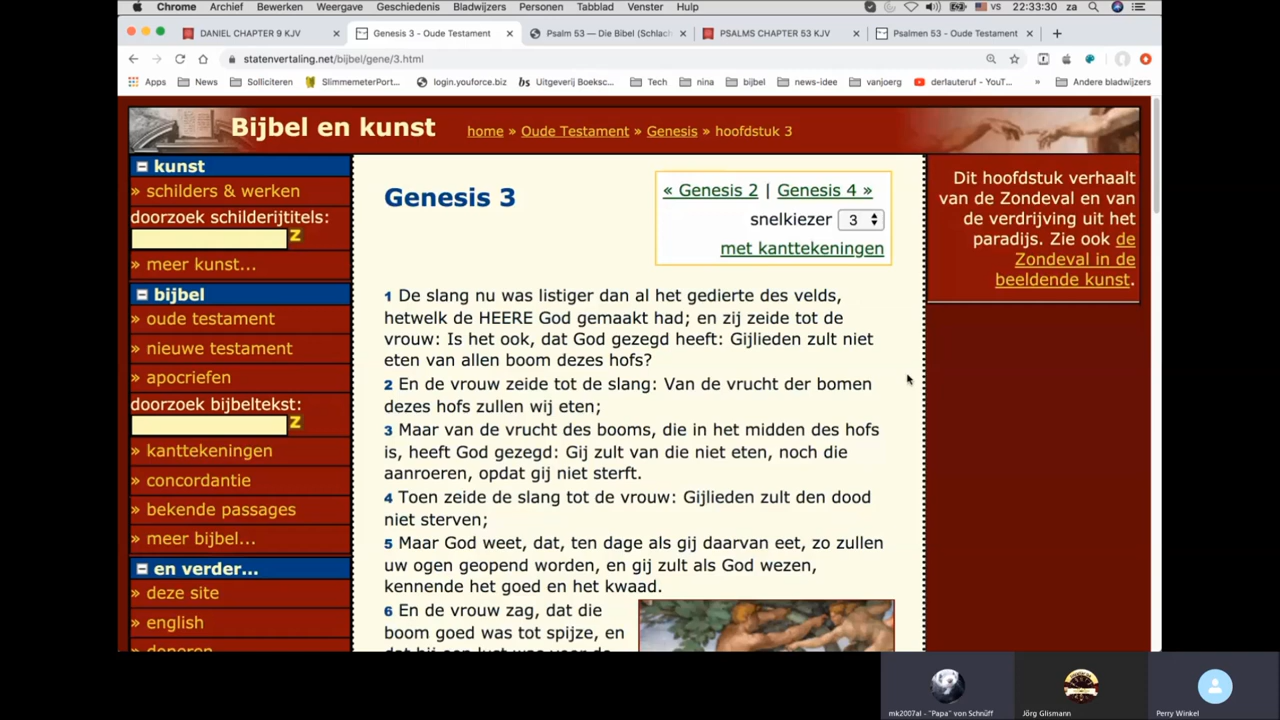 Chrome Archief Bewerken Weergave Geschiedenis Bladwijzers Personen Tabblad Venster Help VS 22:33:30 za
DANIEL CHAPTER 9 KJV × Genesis 3 - Oude Testament × Psalm 53 — Die Bibel (Schlach × PSALMS CHAPTER 53 KJV × Psalmen 53 - Oude Testament × +
statenvertaling.net/bijbel/gene/3.html
Apps News Solliciteren SlimmemeterPort... login.youforce.biz bs Uitgeverij Boeksc... Tech nina bijbel news-idee vanjoerg derlauteruf - YouT... » Andere bladwijzers
Bijbel en kunst
home » Oude Testament » Genesis » hoofdstuk 3
kunst
» schilders & werken
doorzoek schilderijtitels:
Z
» meer kunst...
bijbel
» oude testament
» nieuwe testament
» apocriefen
doorzoek bijbeltekst:
Z
» kanttekeningen
» concordantie
» bekende passages
» meer bijbel...
en verder...
» deze site
» english
doneren
Genesis 3
« Genesis 2 | Genesis 4 »
snelkiezer 3
met kanttekeningen
1 De slang nu was listiger dan al het gedierte des velds,
hetwelk de HEERE God gemaakt had; en zij zeide tot de
vrouw: Is het ook, dat God gezegd heeft: Gijlieden zult niet
eten van allen boom dezes hofs?
2 En de vrouw zeide tot de slang: Van de vrucht der bomen
dezes hofs zullen wij eten;
3 Maar van de vrucht des booms, die in het midden des hofs
is, heeft God gezegd: Gij zult van die niet eten, noch die
aanroeren, opdat gij niet sterft.
4 Toen zeide de slang tot de vrouw: Gijlieden zult den dood
niet sterven;
5 Maar God weet, dat, ten dage als gij daarvan eet, zo zullen
uw ogen geopend worden, en gij zult als God wezen,
kennende het goed en het kwaad.
6 En de vrouw zag, dat die
boom goed was tot spijze, en
Dit hoofdstuk verhaalt
van de Zondeval en van
de verdrijving uit het
paradijs. Zie ook de
Zondeval in de
beeldende kunst.
mk2007al - "Papa" von Schnüff
Jörg Glismann
Perry Winkel